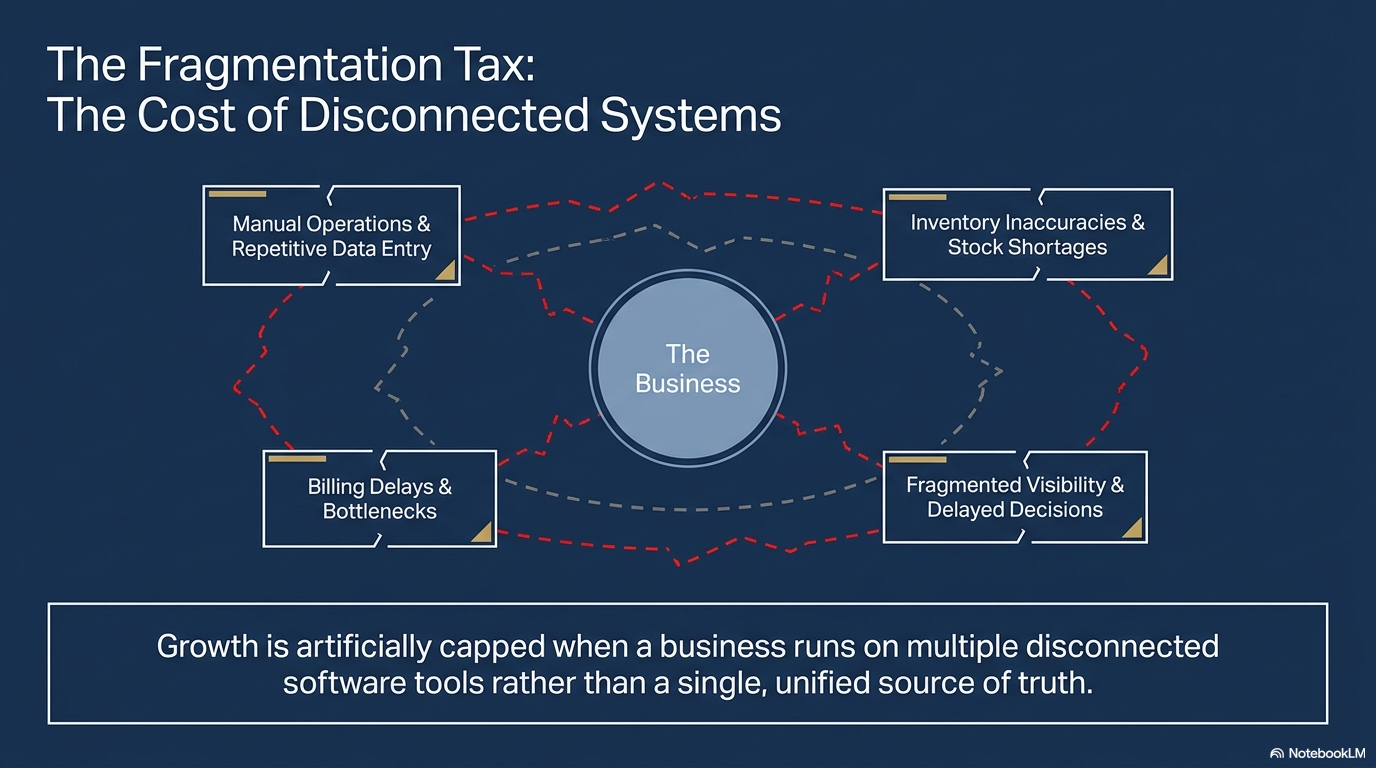 The Fragmentation Tax:
The Cost of Disconnected Systems
Manual Operations &
Repetitive Data Entry
Inventory Inaccuracies &
Stock Shortages
The
Business
Billing Delays &
Bottlenecks
Fragmented Visibility &
Delayed Decisions
Growth is artificially capped when a business runs on multiple disconnected
software tools rather than a single, unified source of truth.
NotebookLM